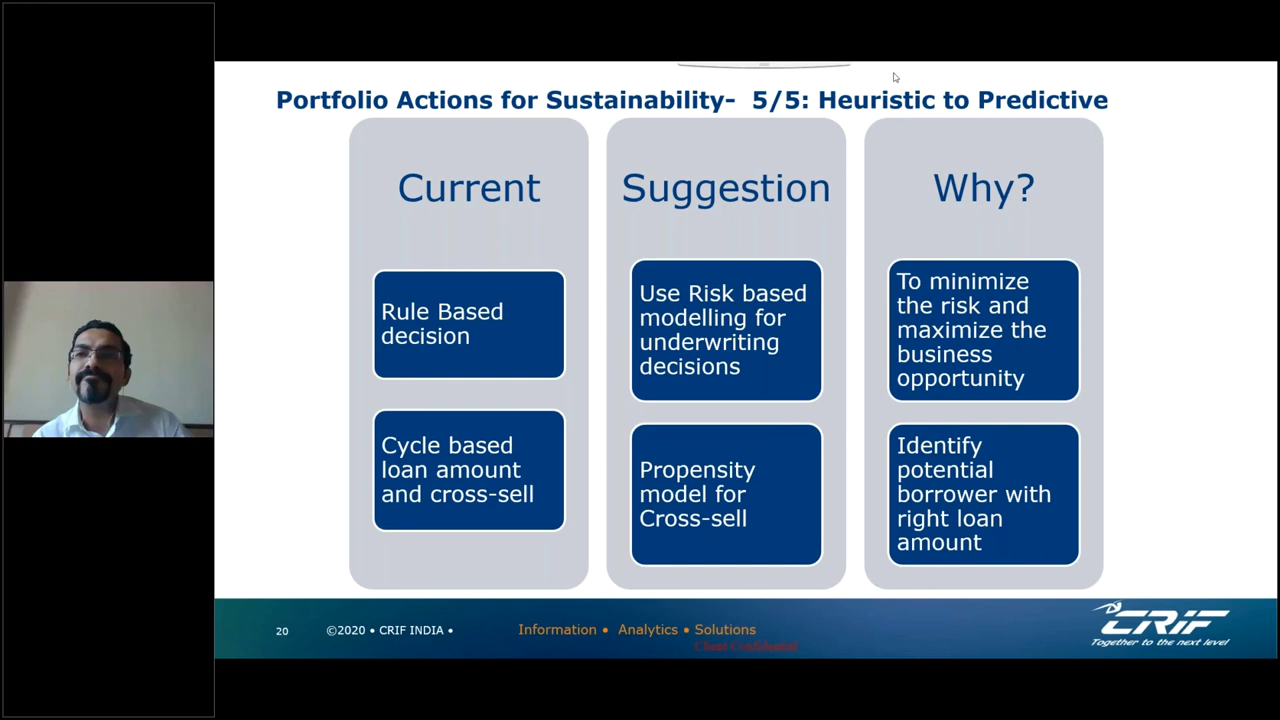 Portfolio Actions for Sustainability- 5/5: Heuristic to Predictive
Current
Rule Based
decision
Cycle based
loan amount
and cross-sell
Suggestion
Use Risk based
modelling for
underwriting
decisions
Propensity
model for
Cross-sell
Why?
To minimize
the risk and
maximize the
business
opportunity
Identify
potential
borrower with
right loan
amount
20
©2020 • CRIF INDIA •
Information • Analytics • Solutions
Client Confidential
CRIF
Together to the next level